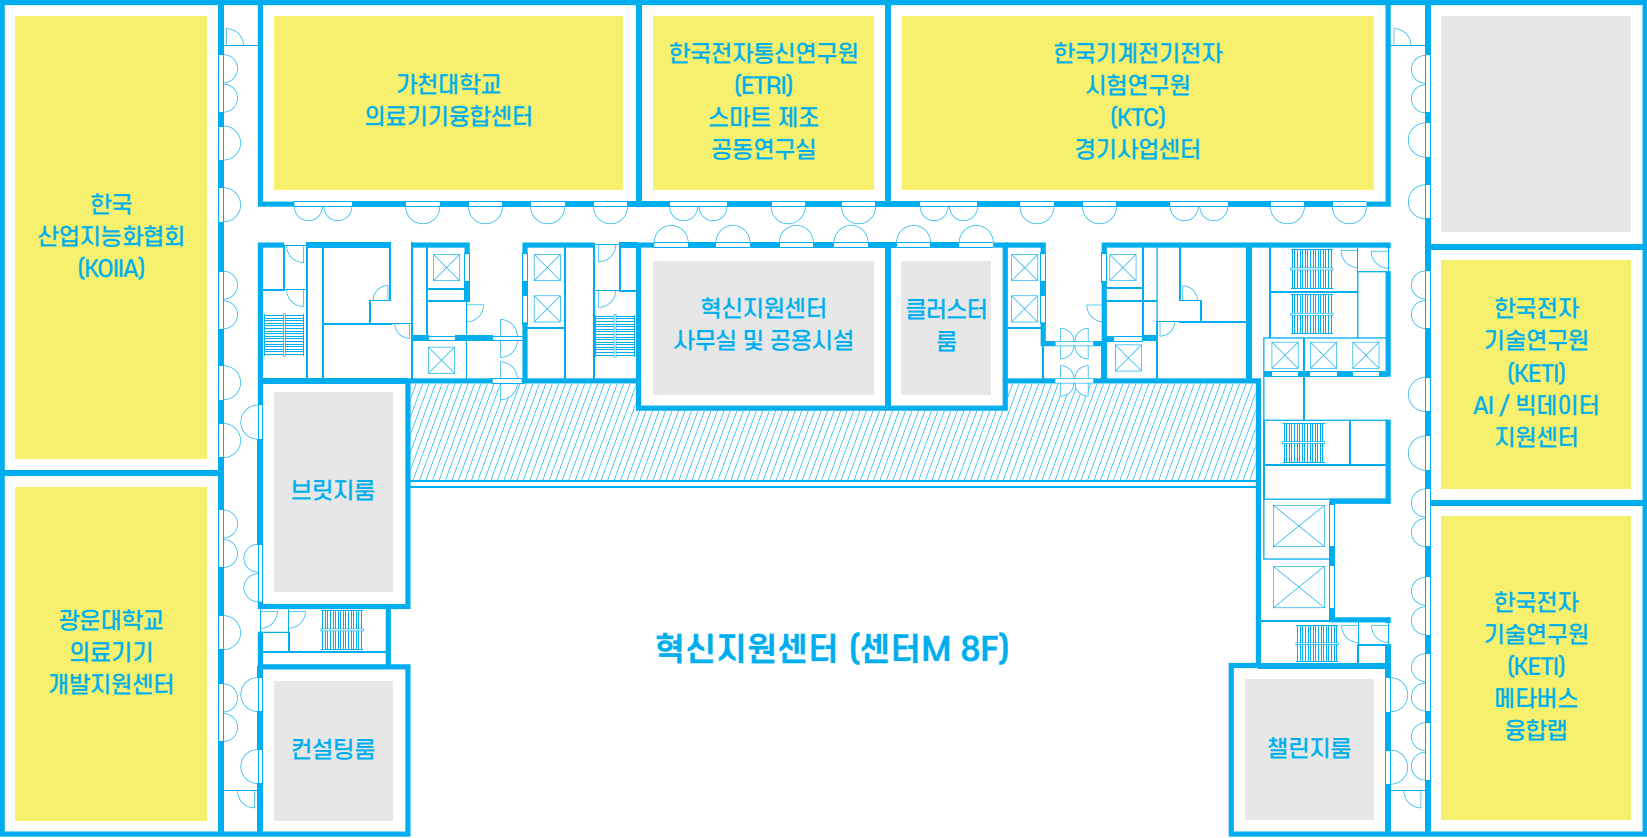 한국
산업지능화협회
(KOIIA)
가천대학교
의료기기융합센터
한국전자통신연구원
(ETRI)
스마트 제조
공동연구실
한국기계전기전자
시험연구원
(KTC)
경기사업센터
혁신지원센터
사무실 및 공용시설
클러스터
룸
한국전자
기술연구원
(KETI)
AI / 빅데이터
지원센터
브릿지룸
광운대학교
의료기기
개발지원센터
혁신지원센터 (센터M 8F)
한국전자
기술연구원
(KETI)
메타버스
융합랩
컨설팅룸
챌린지룸